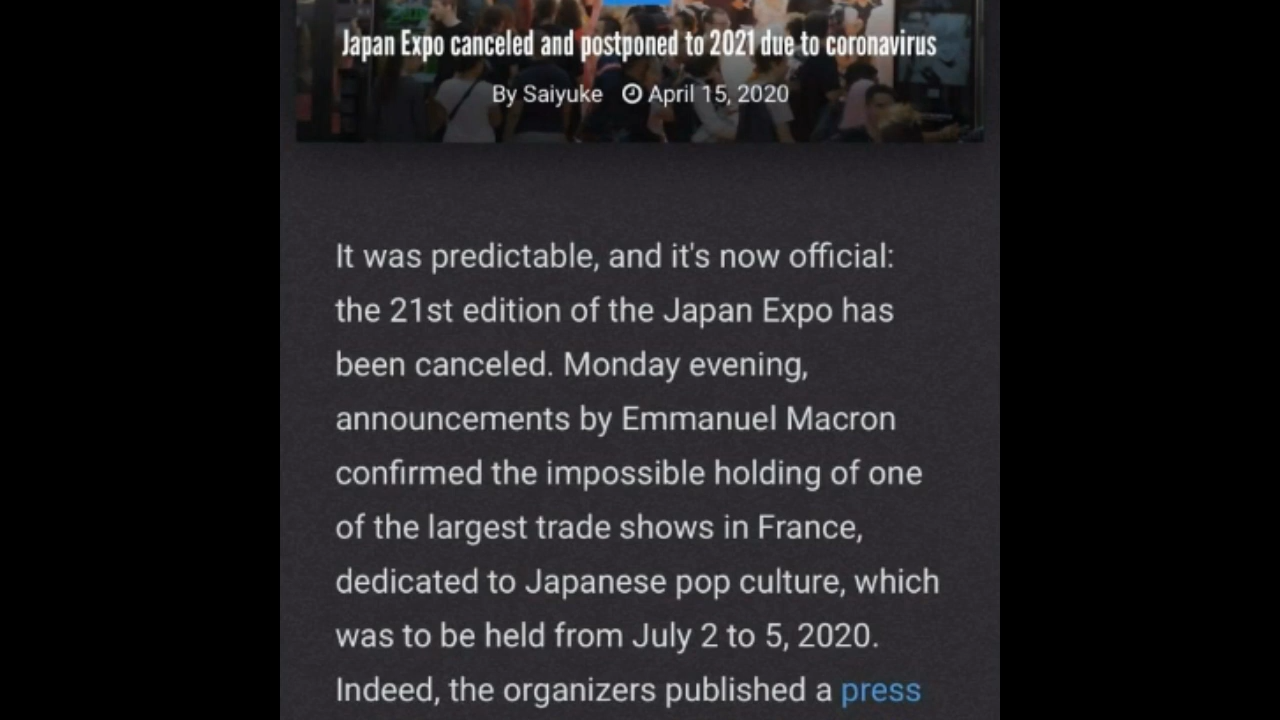 Japan Expo canceled and postponed to 2021 due to coronavirus
By Saiyuke April 15, 2020
It was predictable, and it's now official:
the 21st edition of the Japan Expo has
been canceled. Monday evening,
announcements by Emmanuel Macron
confirmed the impossible holding of one
of the largest trade shows in France,
dedicated to Japanese pop culture, which
was to be held from July 2 to 5, 2020.
Indeed, the organizers published a press